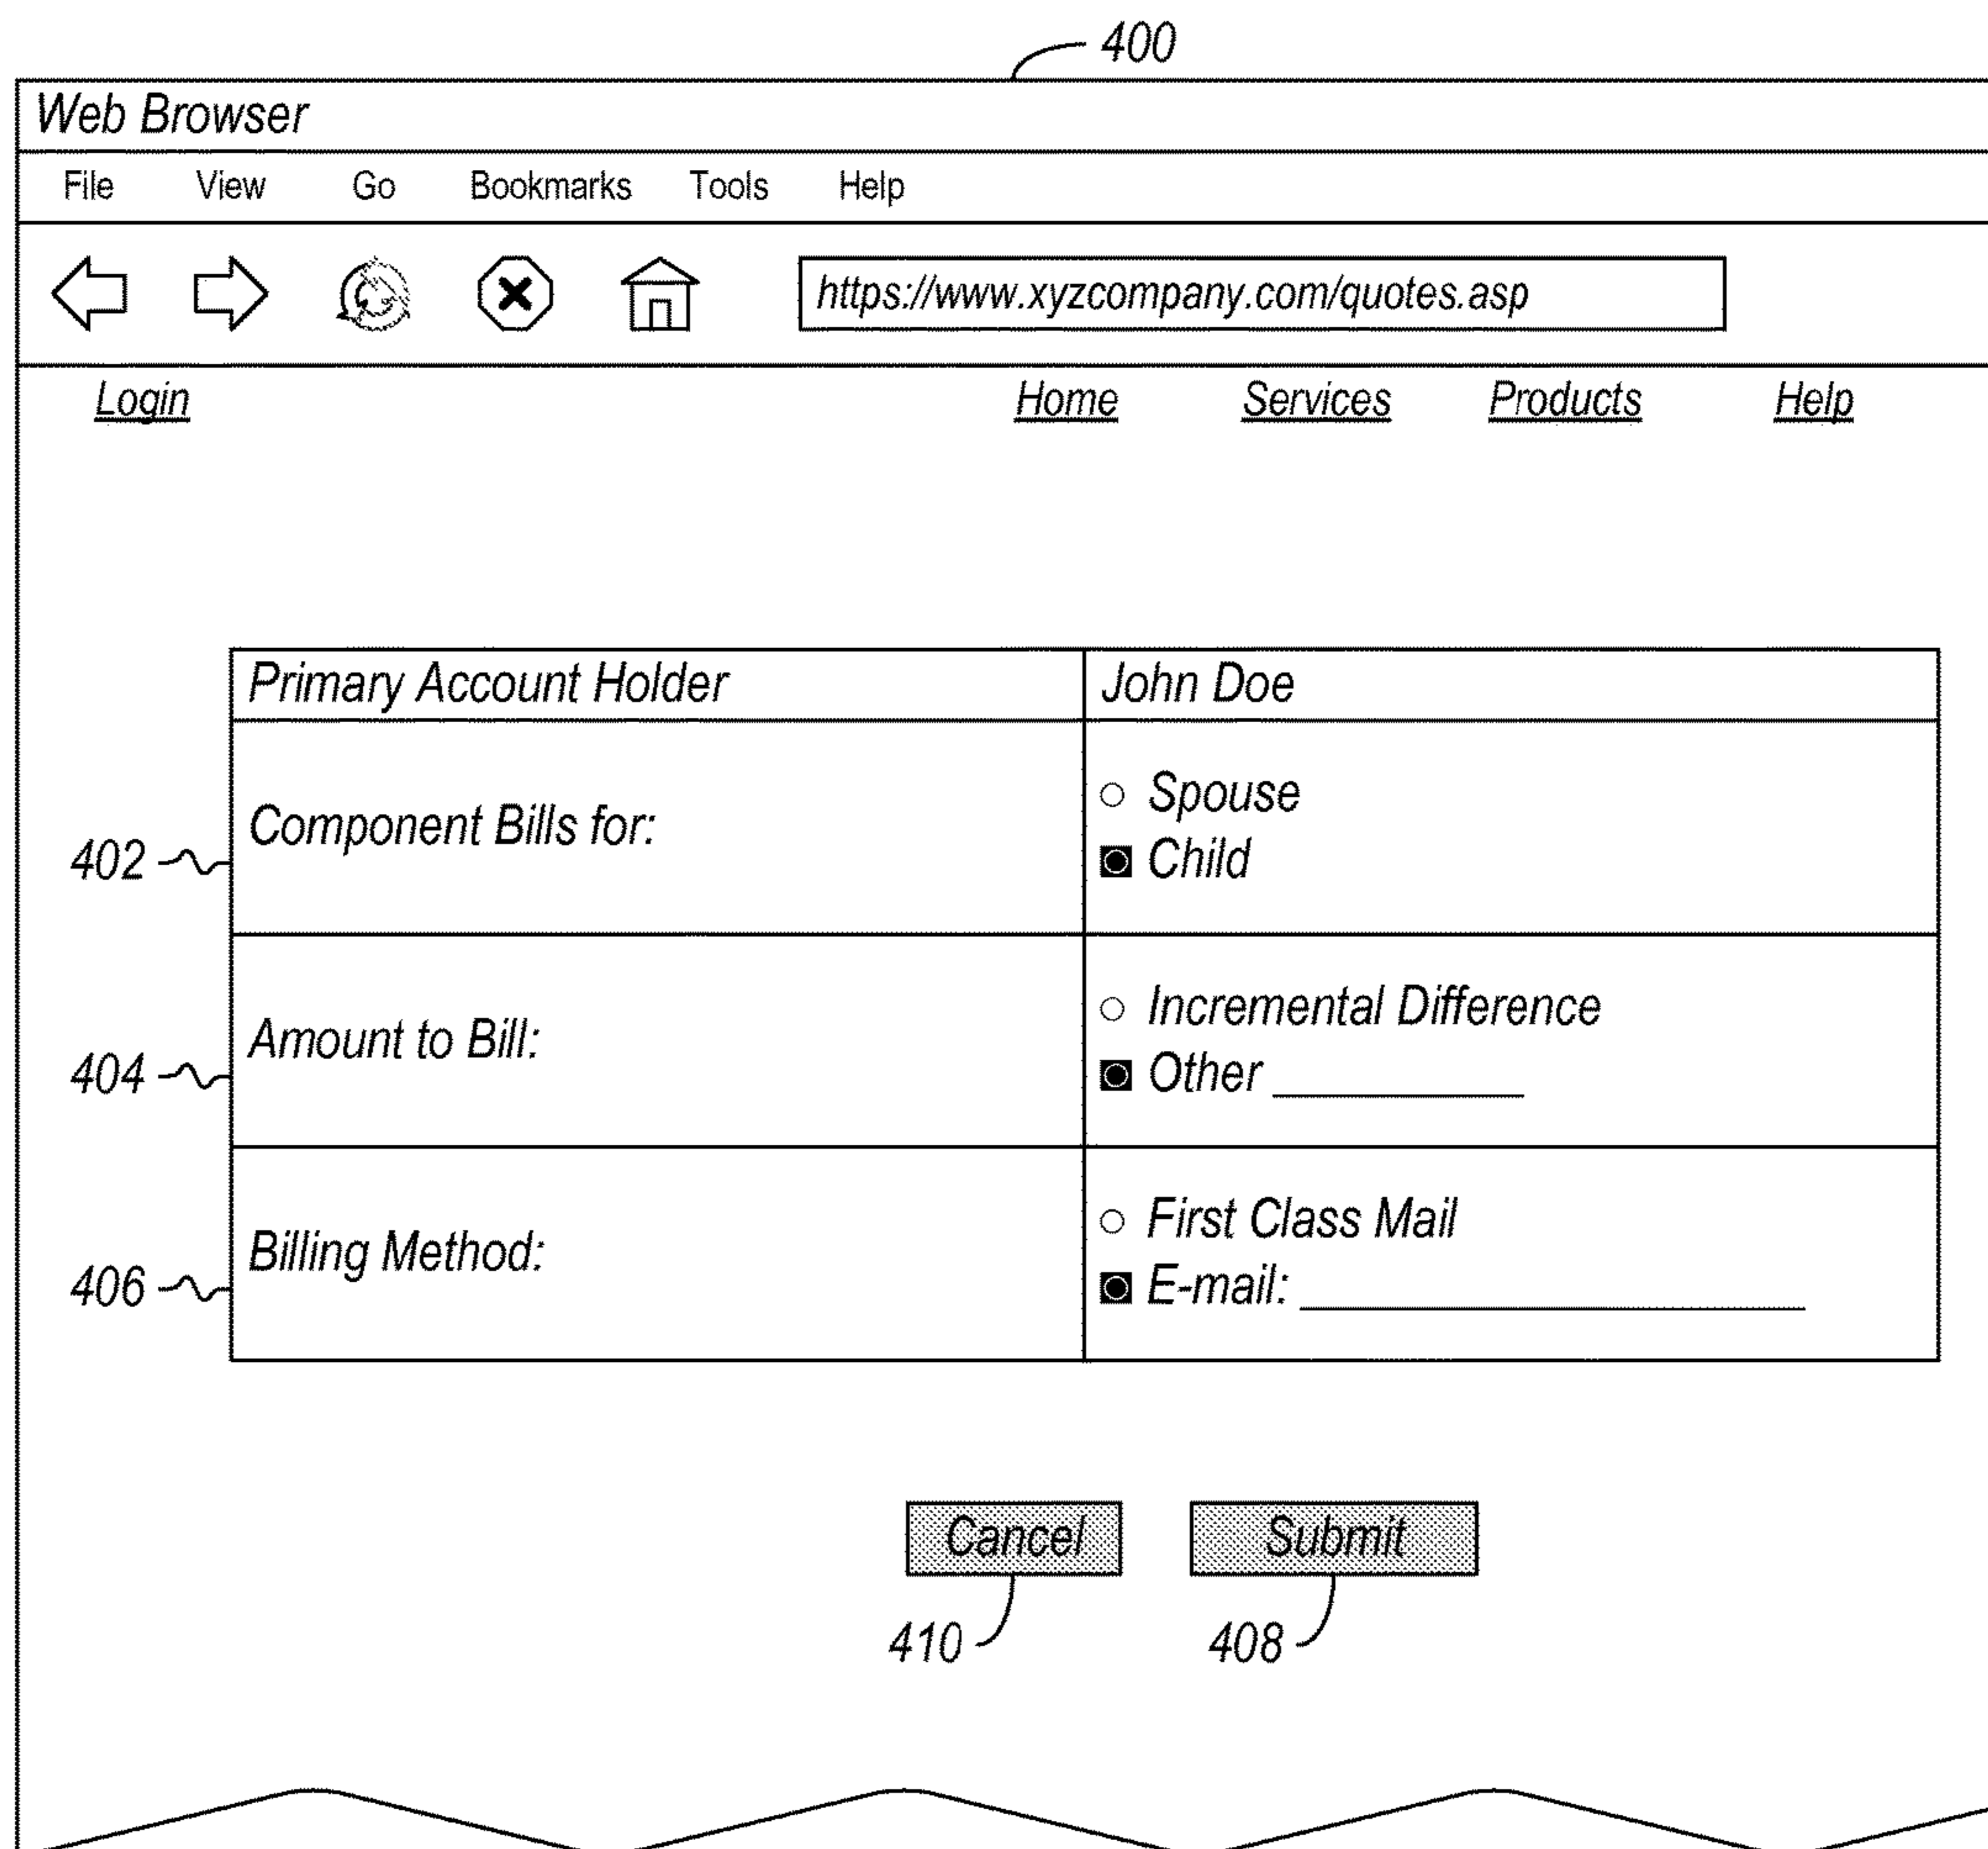 400
Web Browser
File View Go Bookmarks Tools Help
https://www.xyzcompany.com/quotes.asp
Login Home Services Products Help
Primary Account Holder John Doe
Component Bills for:
Spouse
Child
402
Amount to Bill:
Incremental Difference
Other ____________
404
Billing Method:
First Class Mail
E-mail: ________________________
406
Cancel Submit
410 408